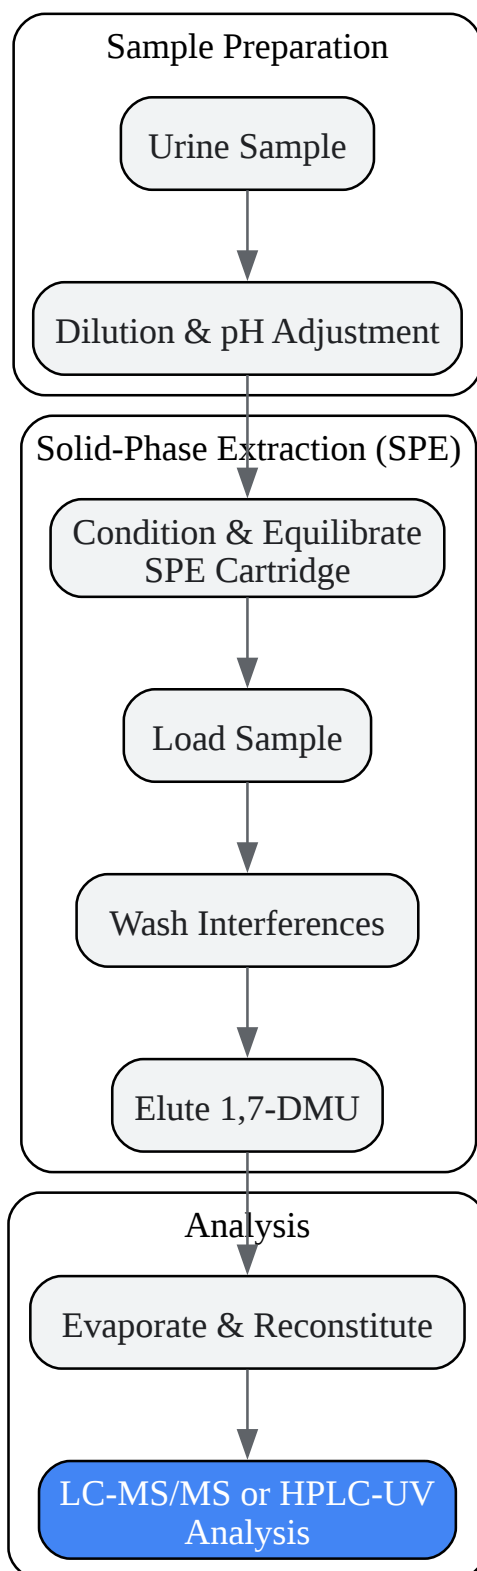 Sample Preparation
Urine Sample
Dilution & pH Adjustment
Solid-Phase Extraction (SPE)
Condition & Equilibrate
SPE Cartridge
Load Sample
Wash Interferences
Elute 1,7-DMU
Analysis
Evaporate & Reconstitute
LC-MS/MS or HPLC-UV
Analysis